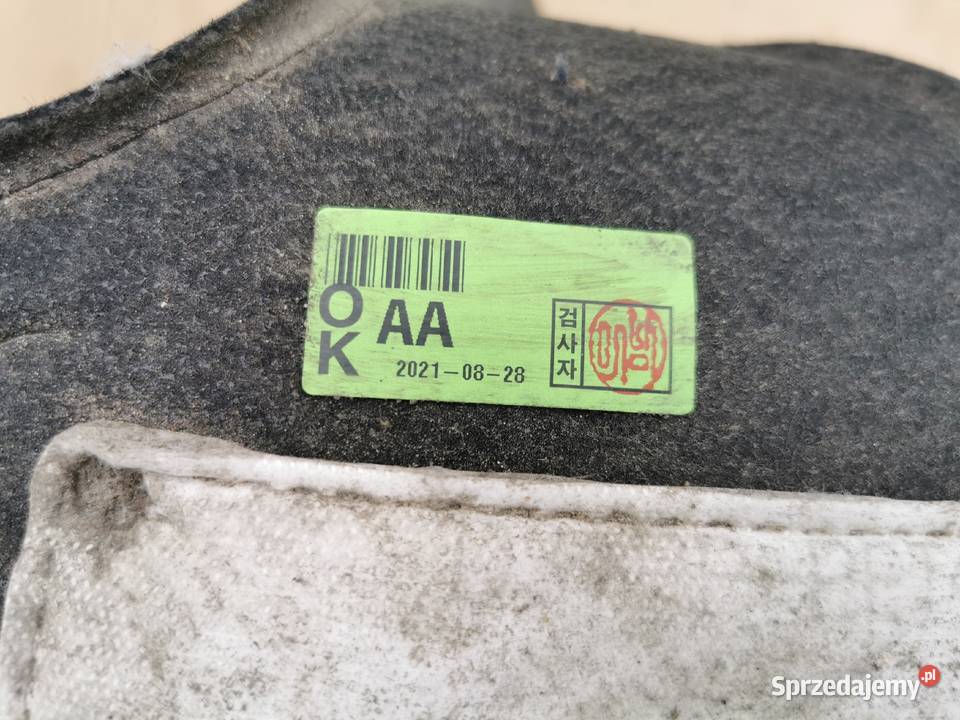 OK
AA
2021-08-28
검사자
Sprzedajemy.pl